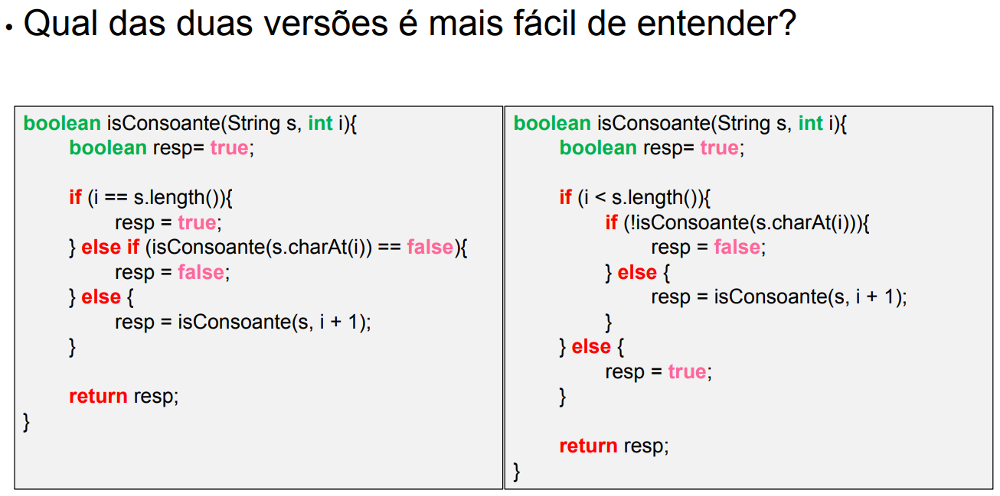 • Qual das duas versões é mais fácil de entender?
boolean isConsoante(String s, int i){
boolean resp= true;
if (i == s.length()){
resp = true;
} else if (isConsoante(s.charAt(i)) == false){
resp = false;
} else {
resp = isConsoante(s, i + 1);
}
return resp;
}
boolean isConsoante(String s, int i){
boolean resp= true;
if (i < s.length()){
if (!isConsoante(s.charAt(i))){
resp = false;
} else {
resp = isConsoante(s, i + 1);
}
} else {
resp = true;
}
return resp;
}